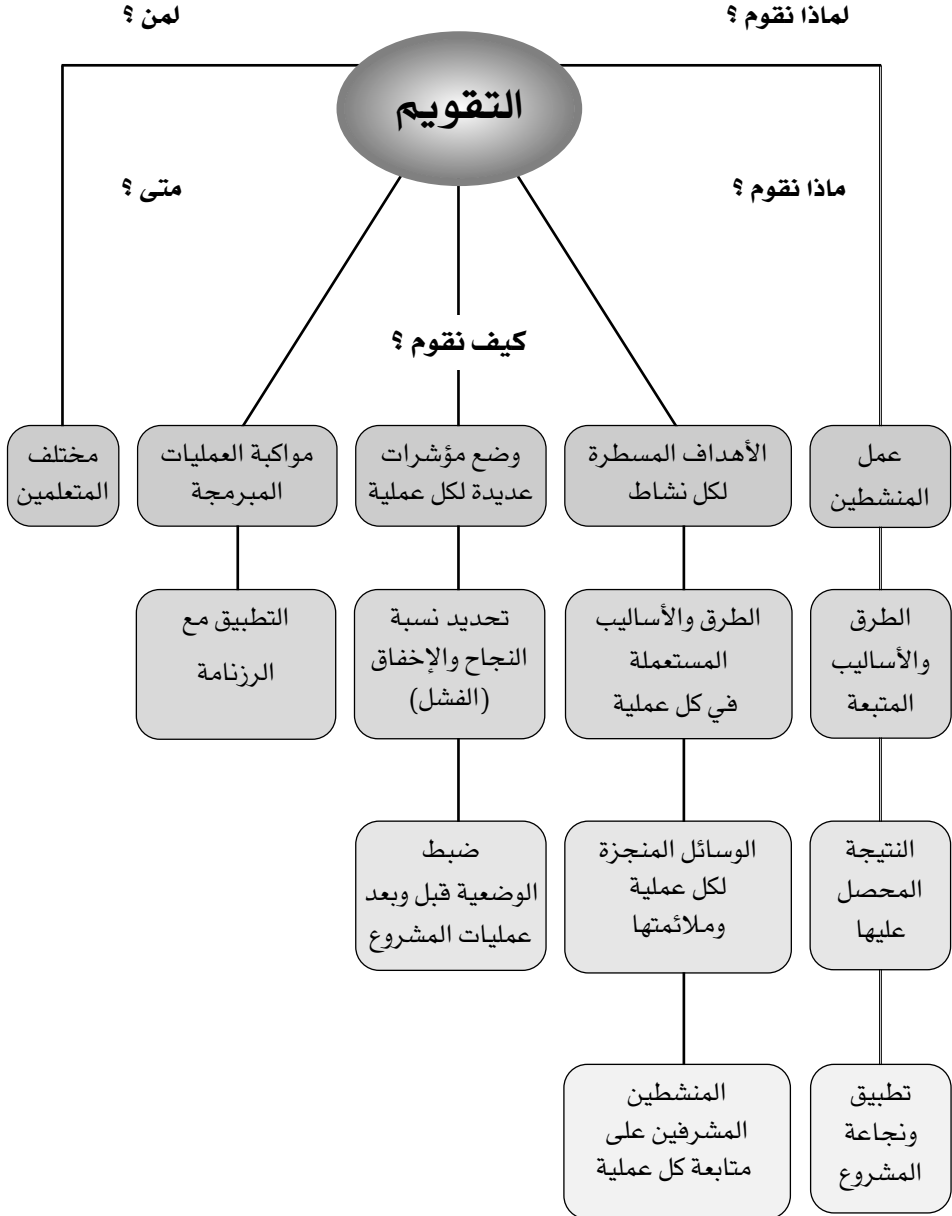 لماذا نقوم ؟
لمن ؟
التقويم
ماذا نقوم ؟
متى ؟
كيف نقوم ؟
عمل
المنشطين
الأهداف المسطرة
لكل نشاط
وضع مؤشرات
عديدة لكل عملية
مواكبة العمليات
المبرمجة
مختلف
المتعلمين
الطرق
والأساليب
المتبعة
الطرق والأساليب
المستعملة
في كل عملية
تحديد نسبة
النجاح والإخفاق
(الفشل)
التطبيق مع
الرزنامة
النتيجة
المحصل
عليها
الوسائل المنجزة
لكل عملية
وملائمتها
ضبط
الوضعية قبل وبعد
عمليات المشروع
تطبيق
ونجاعة
المشروع
المنشطين
المشرفين على
متابعة كل عملية